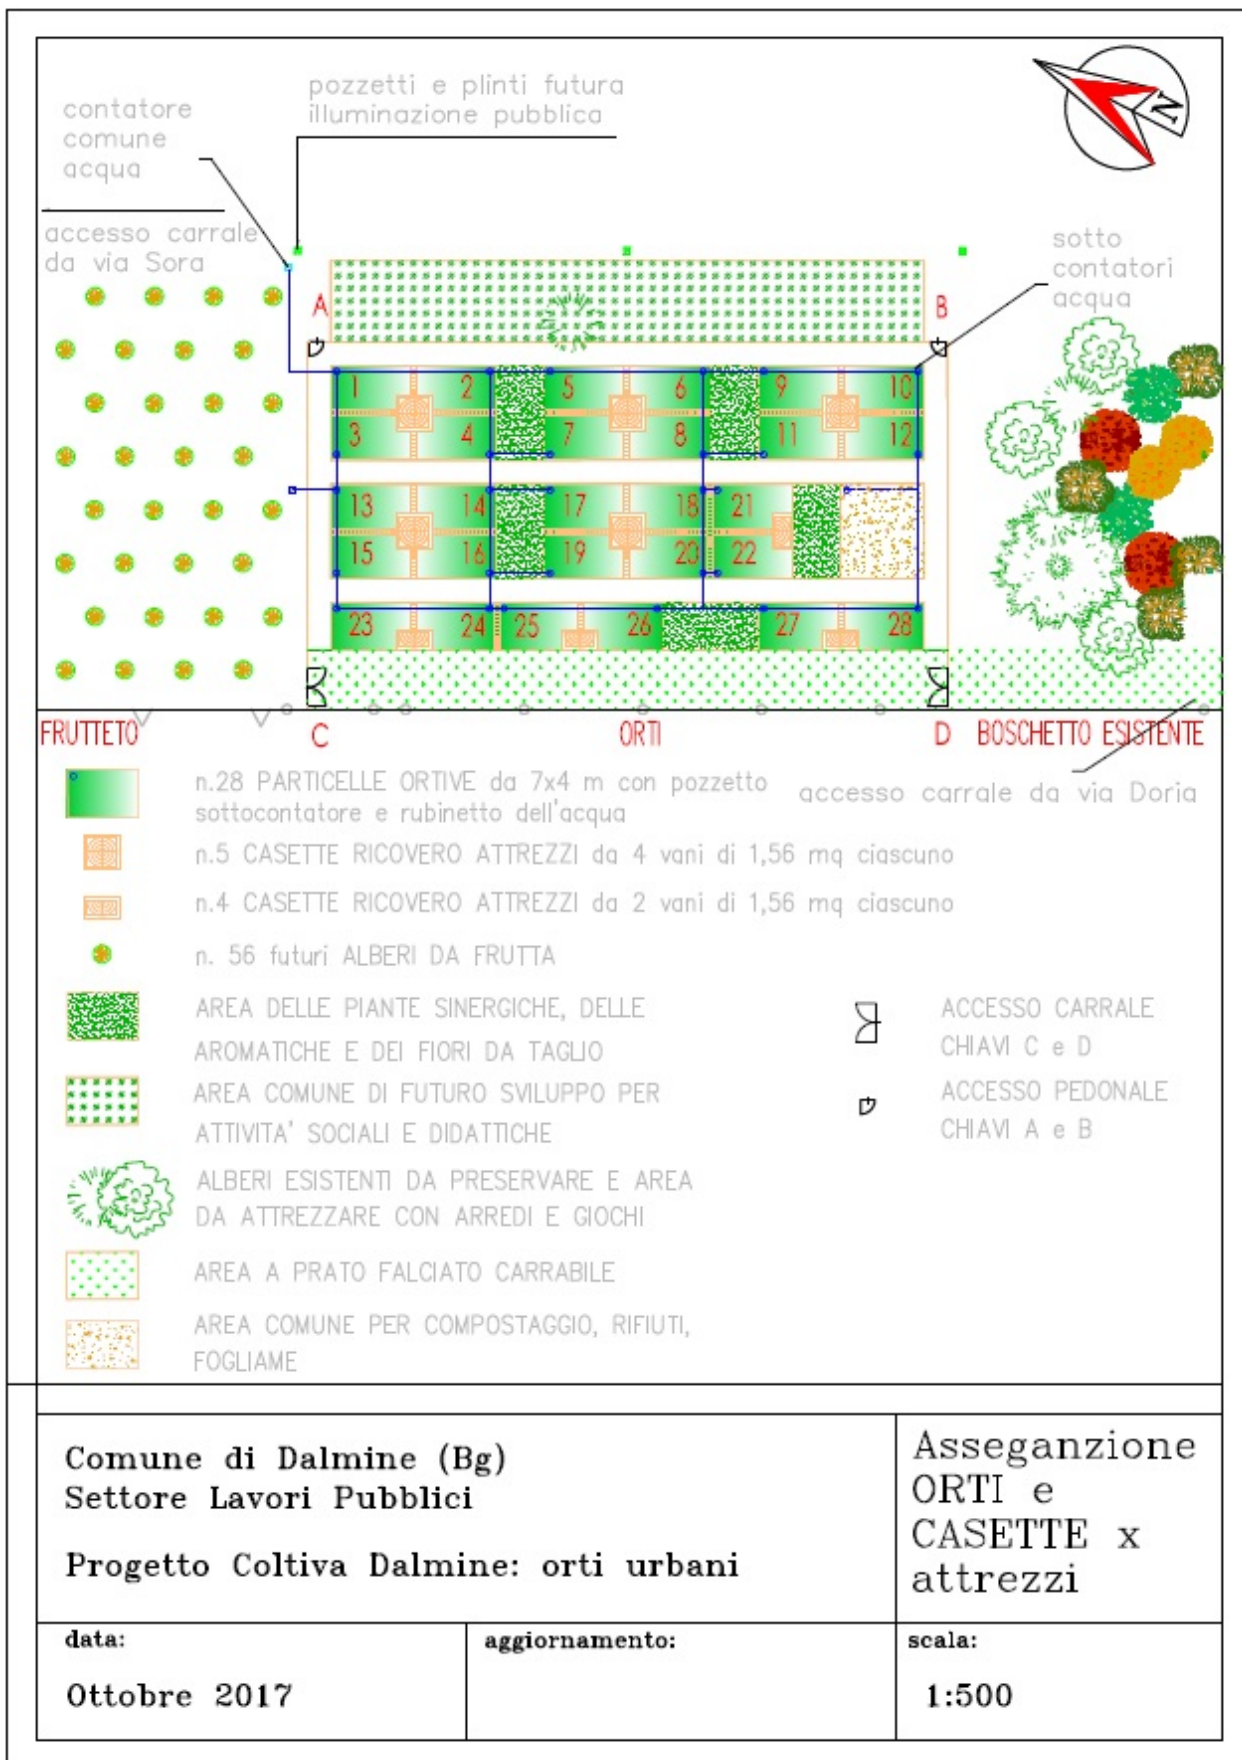 pozzetti e plinti futura
illuminazione pubblica
contatore
comune
acqua
N
accesso carrale
da via Sora
sotto
contatori
acqua
A
B
1 2 5 6 9 10
3 4 7 8 11 12
13 14 17 18 21
15 16 19 20 22
23 24 25 26 27 28
FRUTTETO C ORTI D BOSCHETTO ESISTENTE
accesso carrale da via Doria
n.28 PARTICELLE ORTIVE da 7x4 m con pozzetto
sottocontatore e rubinetto dell'acqua
n.5 CASETTE RICOVERO ATTREZZI da 4 vani di 1,56 mq ciascuno
n.4 CASETTE RICOVERO ATTREZZI da 2 vani di 1,56 mq ciascuno
n. 56 futuri ALBERI DA FRUTTA
AREA DELLE PIANTE SINERGICHE, DELLE
AROMATICHE E DEI FIORI DA TAGLIO
AREA COMUNE DI FUTURO SVILUPPO PER
ATTIVITA' SOCIALI E DIDATTICHE
ALBERI ESISTENTI DA PRESERVARE E AREA
DA ATTREZZARE CON ARREDI E GIOCHI
AREA A PRATO FALCIATO CARRABILE
AREA COMUNE PER COMPOSTAGGIO, RIFIUTI,
FOGLIAME
ACCESSO CARRALE
CHIAVI C e D
ACCESSO PEDONALE
CHIAVI A e B
Comune di Dalmine (Bg)
Settore Lavori Pubblici
Progetto Coltiva Dalmine: orti urbani
Asseganzione
ORTI e
CASETTE x
attrezzi
data:
Ottobre 2017
aggiornamento:
scala:
1:500